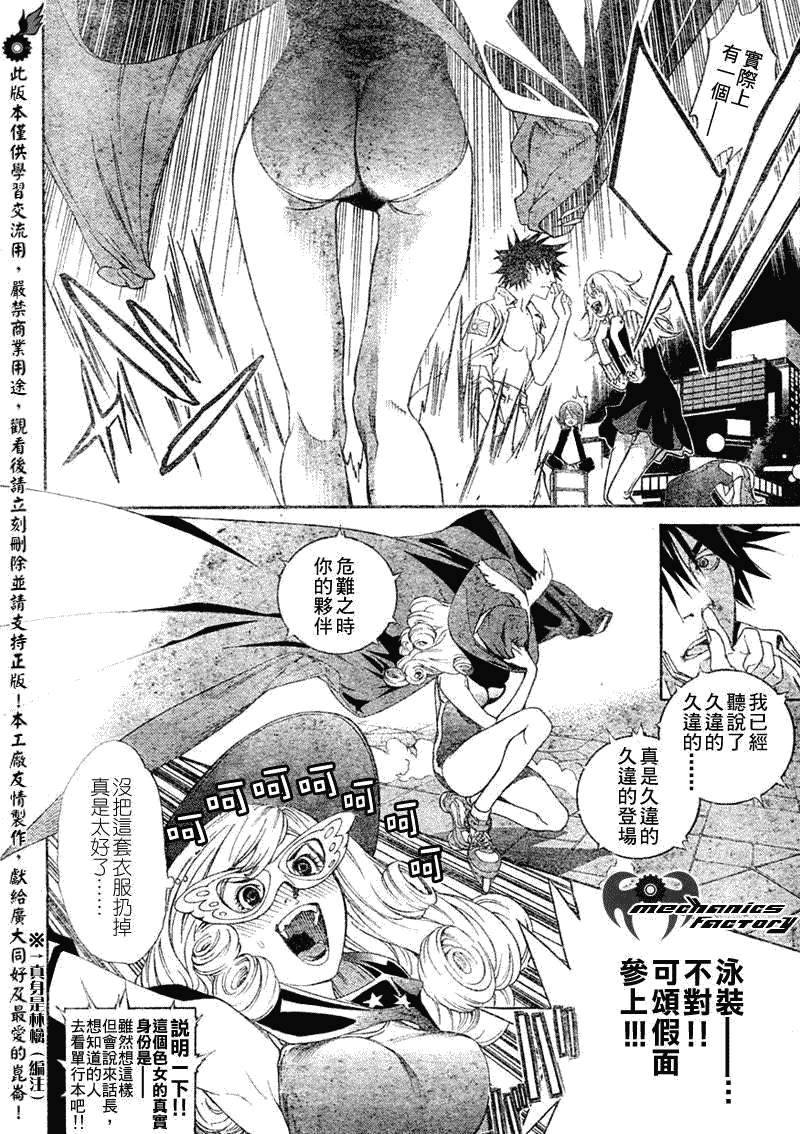 實際上
有一個——
我已經
聽說了
久違的
久違的……
真是久違的
久違的登場
危難之時
你的夥伴
mechanics
Factory
泳裝——…
不對!!
可頌假面
參上!!!
呵呵呵呵呵呵呵
沒把這套衣服扔掉
真是太好了……
說明一下!!
這個色女的真實
身份是——
雖然想這樣
但會說來話長，
想知道的人
去看單行本吧!!
※→真身是林檎（編注）
此版本僅供學習交流用，嚴禁商業用途，觀看後請立刻刪除並請支持正版！本工廠友情製作，獻給廣大同好及最愛的崑崙！